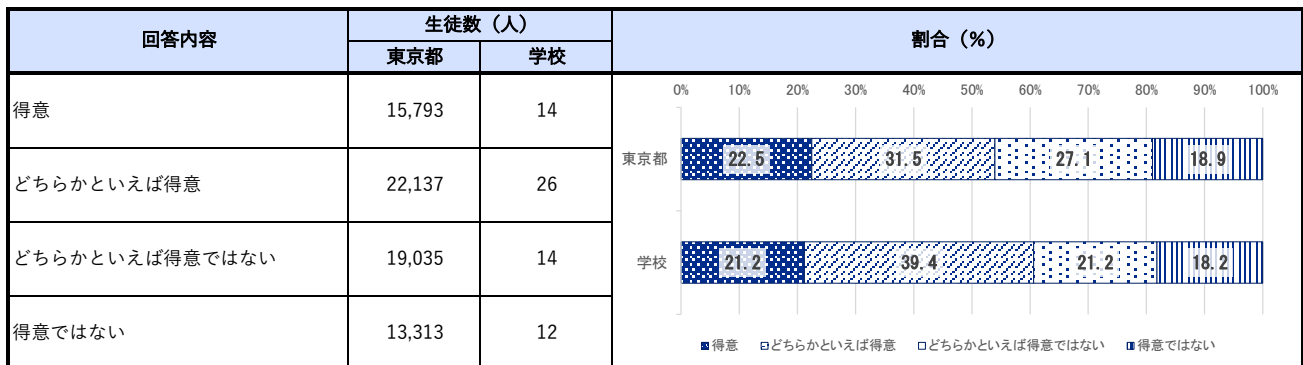 回答内容 生徒数（人） 割合（%）
東京都 学校
得意 15,793 14
どちらかといえば得意 22,137 26
どちらかといえば得意ではない 19,035 14
得意ではない 13,313 12
0% 10% 20% 30% 40% 50% 60% 70% 80% 90% 100%
東京都 22.5 31.5 27.1 18.9
学校 21.2 39.4 21.2 18.2
得意 どちらかといえば得意 どちらかといえば得意ではない 得意ではない